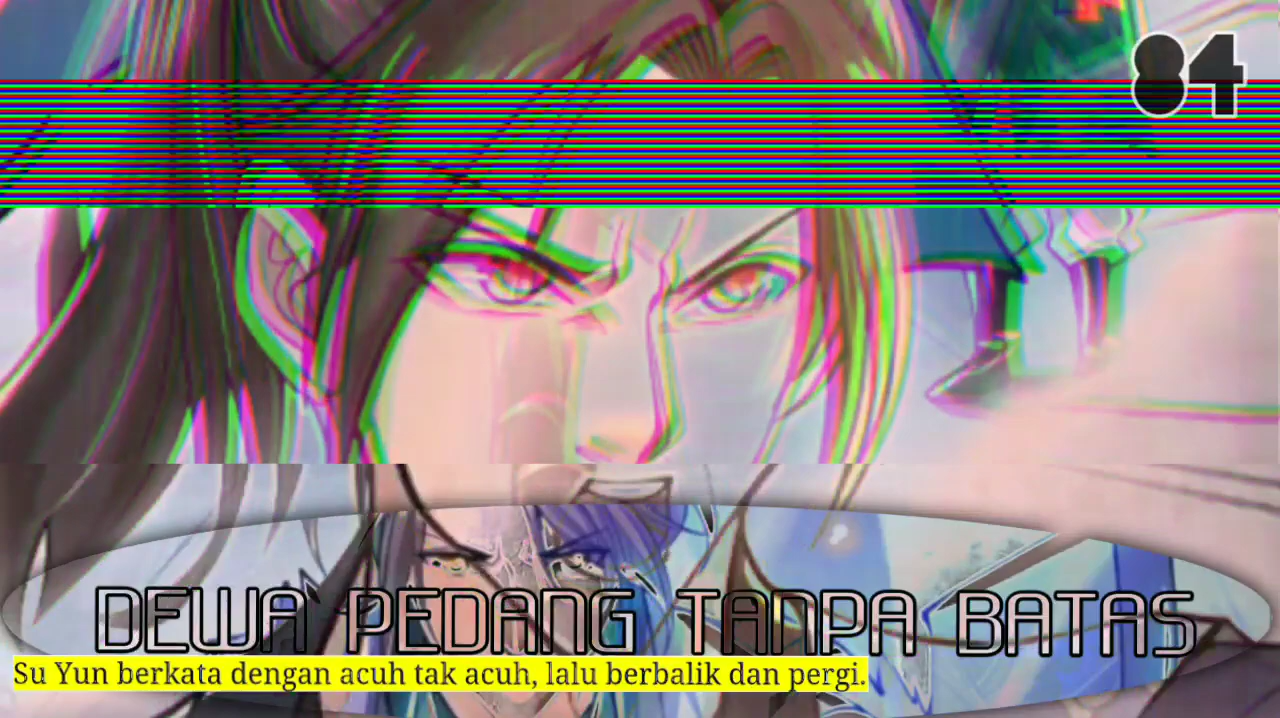 84
DEWA PEDANG TANPA BATAS
Su Yun berkata dengan acuh tak acuh, lalu berbalik dan pergi.